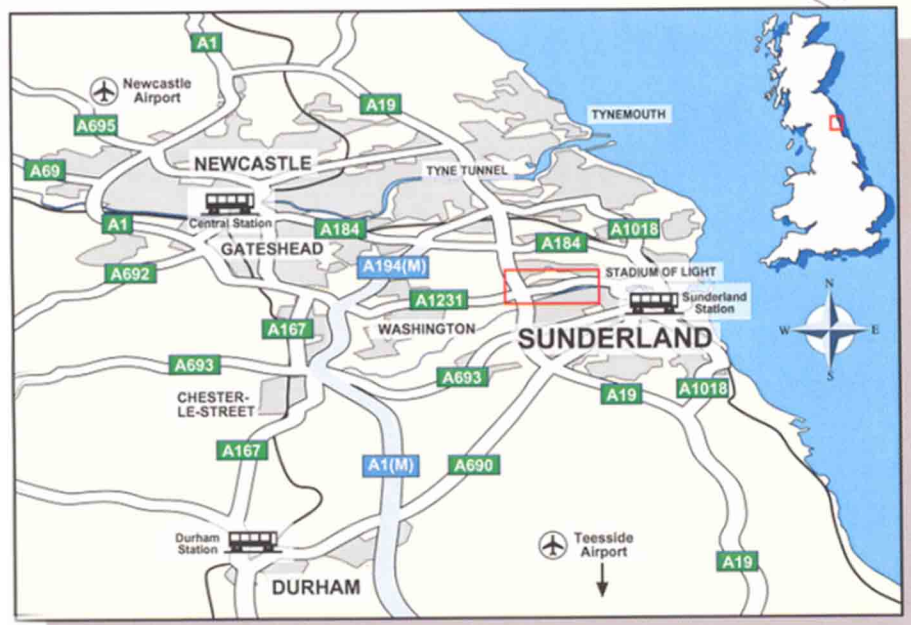 A1
Newcastle
Airport
A19
A695
TYNEMOUTH
NEWCASTLE
A69
TYNE TUNNEL
Central Station
A1
A184
A1018
GATESHEAD
A184
A692
A194(M)
STADIUM OF LIGHT
A1231
Sunderland
Station
A167
WASHINGTON
SUNDERLAND
N
W
E
S
A693
A693
A19
A1018
CHESTER-
LE-STREET
A167
A1(M)
A690
Durham
Station
Teesside
Airport
A19
DURHAM